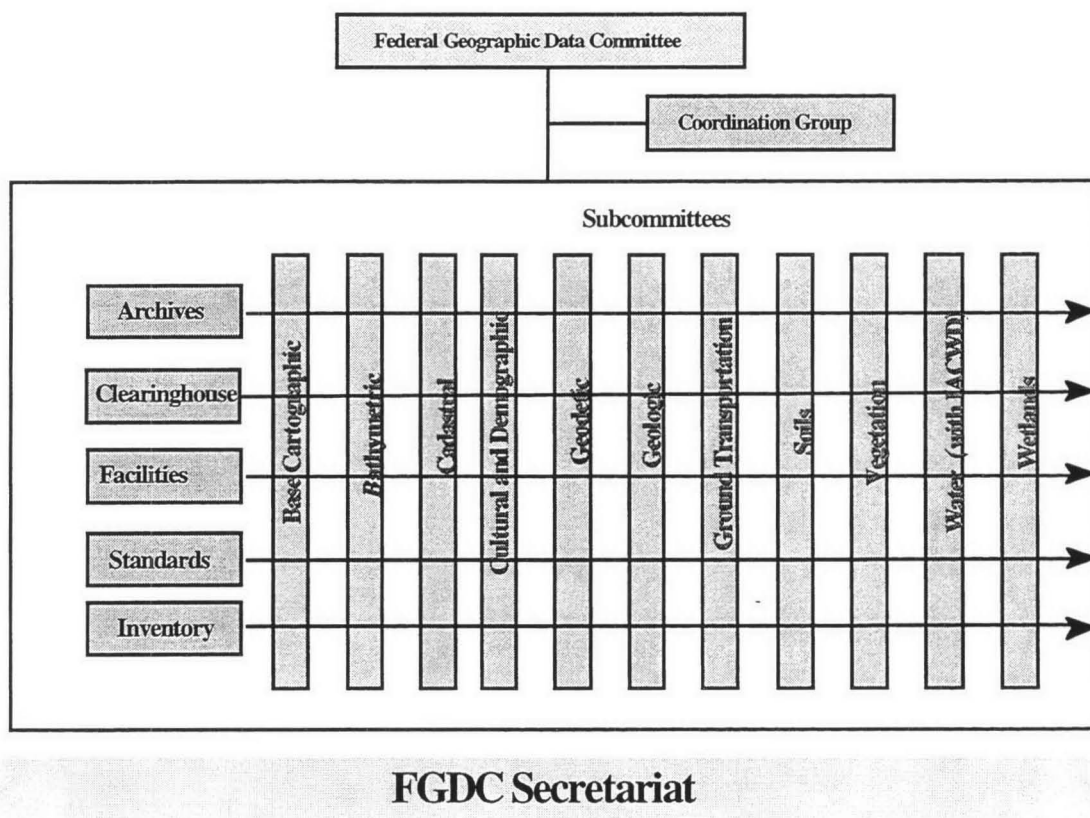 Federal Geographic Data Committee
Coordination Group
Subcommittees
Archives
Clearinghouse
Facilities
Standards
Inventory
Base Cartographic
Bathymetric
Cadastral
Cultural and Demographic
Geodetic
Geologic
Ground Transportation
Soils
Vegetation
Water (with IACWD)
Wetlands
FGDC Secretariat